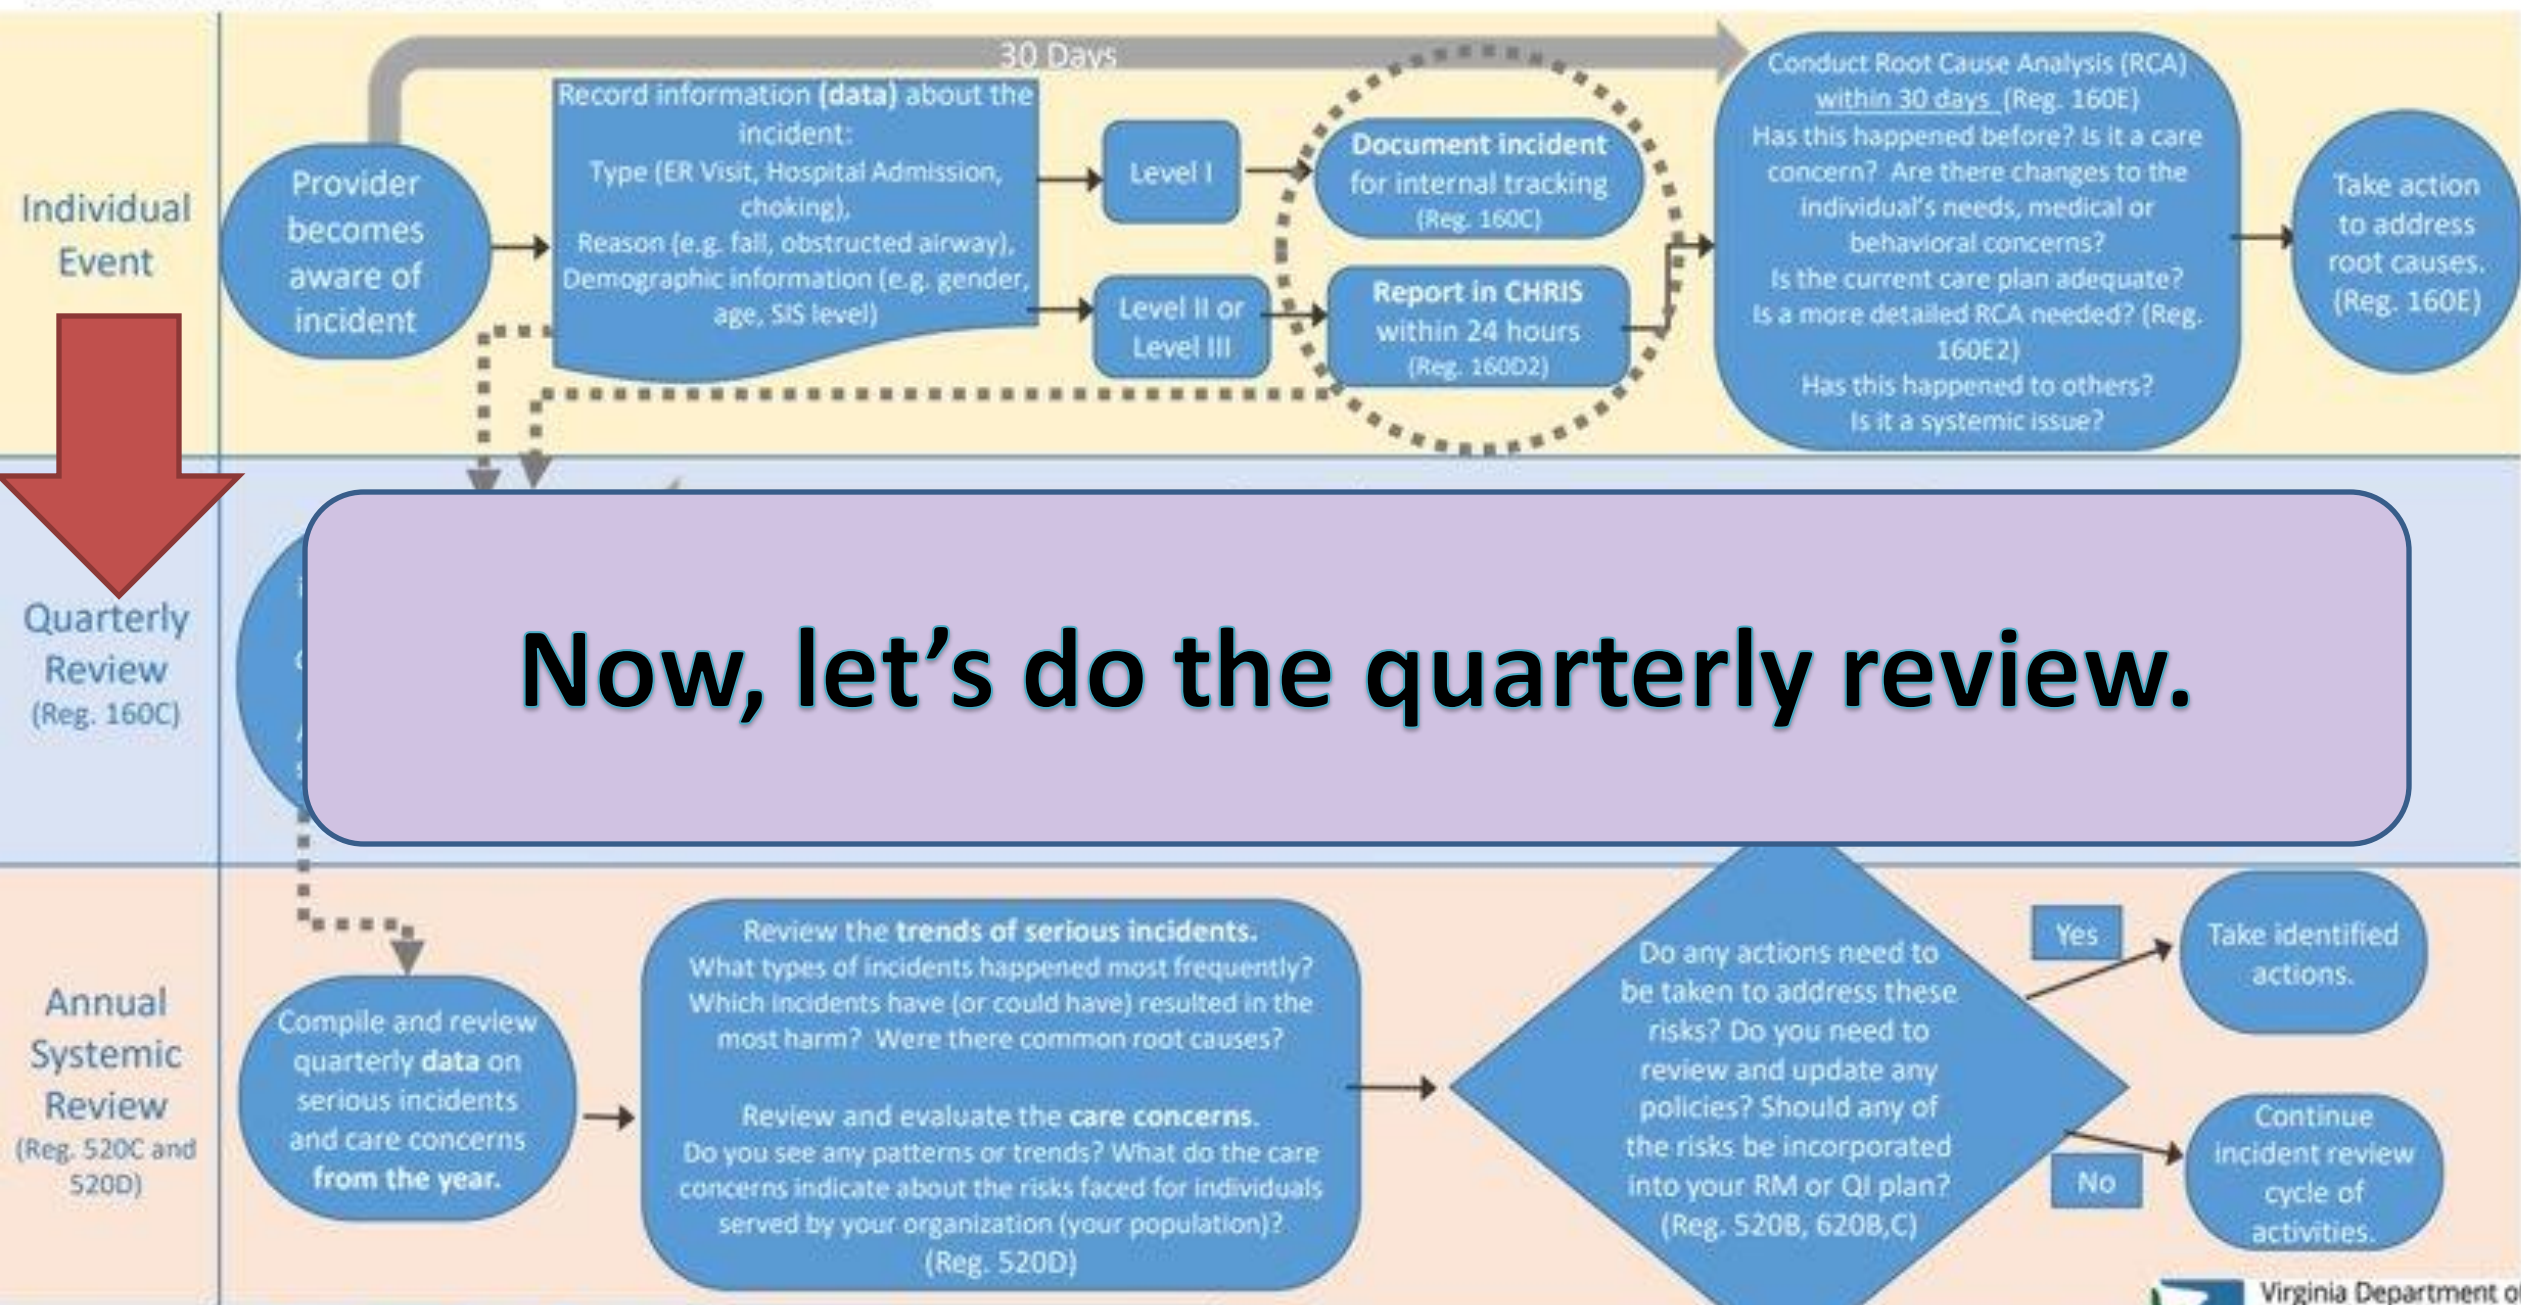 30 Days
Individual
Event
Provider
becomes
aware of
incident
Record information (data) about the
incident:
Type (ER Visit, Hospital Admission,
choking),
Reason (e.g. fall, obstructed airway),
Demographic information (e.g. gender,
age, SIS level)
Level I
Level II or
Level III
Document incident
for internal tracking
(Reg. 160C)
Report in CHRIS
within 24 hours
(Reg. 160D2)
Conduct Root Cause Analysis (RCA)
within 30 days (Reg. 160E)
Has this happened before? Is it a care
concern? Are there changes to the
individual's needs, medical or
behavioral concerns?
Is the current care plan adequate?
Is a more detailed RCA needed? (Reg.
160E2)
Has this happened to others?
Is it a systemic issue?
Take action
to address
root causes.
(Reg. 160E)
Quarterly
Review
(Reg. 160C)
Now, let's do the quarterly review.
Annual
Systemic
Review
(Reg. 520C and
520D)
Compile and review
quarterly data on
serious incidents
and care concerns
from the year.
Review the trends of serious incidents.
What types of incidents happened most frequently?
Which incidents have (or could have) resulted in the
most harm? Were there common root causes?
Review and evaluate the care concerns.
Do you see any patterns or trends? What do the care
concerns indicate about the risks faced for individuals
served by your organization (your population)?
(Reg. 520D)
Do any actions need to
be taken to address these
risks? Do you need to
review and update any
policies? Should any of
the risks be incorporated
into your RM or QI plan?
(Reg. 520B, 620B,C)
Yes
No
Take identified
actions.
Continue
incident review
cycle of
activities.
Virginia Department of